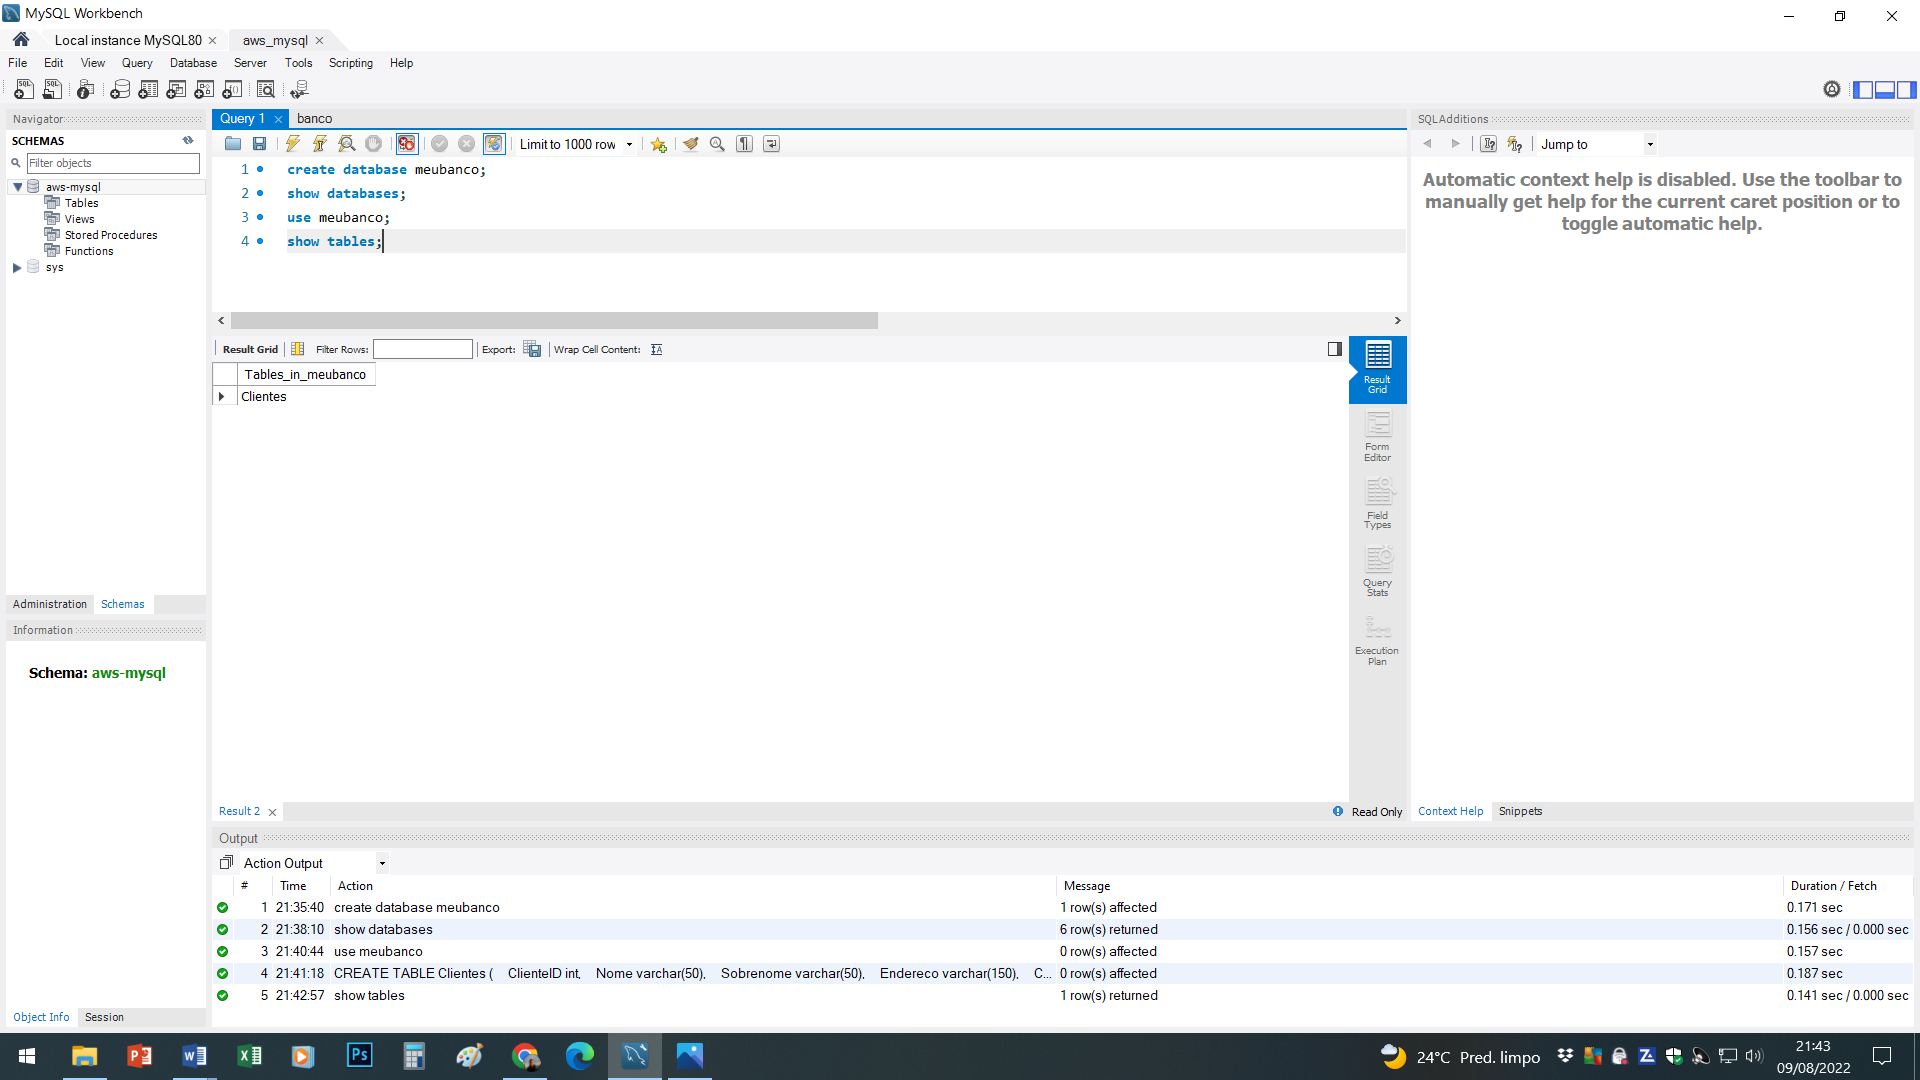 MySQL Workbench
Local instance MySQL80
aws_mysql
File Edit View Query Database Server Tools Scripting Help
Navigator
SCHEMAS
Filter objects
aws-mysql
Tables
Views
Stored Procedures
Functions
sys
Administration Schemas
Information
Schema: aws-mysql
Object Info Session
Query 1 banco
Limit to 1000 row
1 create database meubanco;
2 show databases;
3 use meubanco;
4 show tables;
Result Grid Filter Rows: Export: Wrap Cell Content:
Tables_in_meubanco
Clientes
Result Grid
Form Editor
Field Types
Query Stats
Execution Plan
Result 2
Read Only
SQLAdditions
Jump to
Automatic context help is disabled. Use the toolbar to
manually get help for the current caret position or to
toggle automatic help.
Context Help Snippets
Output
Action Output
# Time Action Message Duration / Fetch
1 21:35:40 create database meubanco 1 row(s) affected 0.171 sec
2 21:38:10 show databases 6 row(s) returned 0.156 sec / 0.000 sec
3 21:40:44 use meubanco 0 row(s) affected 0.157 sec
4 21:41:18 CREATE TABLE Clientes ( ClienteID int, Nome varchar(50), Sobrenome varchar(50), Endereco varchar(150), C... 0 row(s) affected 0.187 sec
5 21:42:57 show tables 1 row(s) returned 0.141 sec / 0.000 sec
24°C Pred. limpo
21:43
09/08/2022